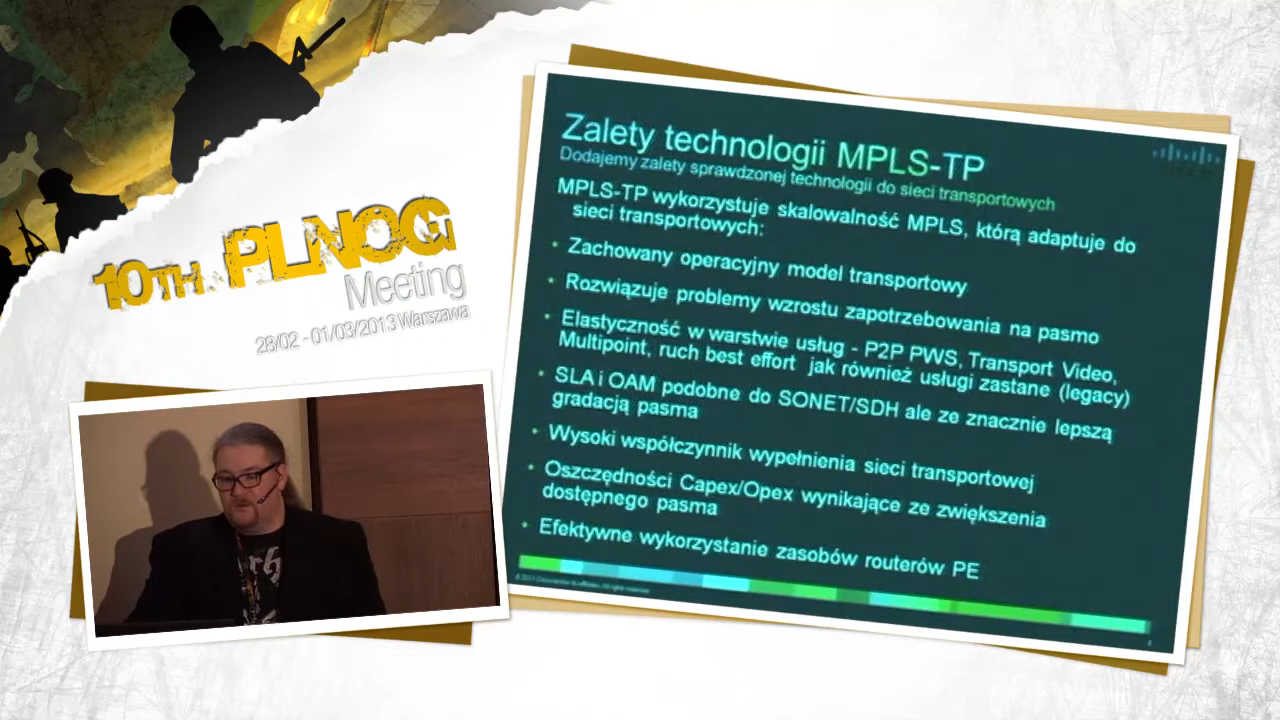 10TH. PLNOG
Meeting
28/02 - 01/03/2013 Warszawa
Zalety technologii MPLS-TP
Dodajemy zalety sprawdzonej technologii do sieci transportowych
MPLS-TP wykorzystuje skalowalność MPLS, którą adaptuje do
sieci transportowych:
• Zachowany operacyjny model transportowy
• Rozwiązuje problemy wzrostu zapotrzebowania na pasmo
• Elastyczność w warstwie usług - P2P PWS, Transport Video,
Multipoint, ruch best effort jak również usługi zastane (legacy)
• SLA i OAM podobne do SONET/SDH ale ze znacznie lepszą
gradacją pasma
• Wysoki współczynnik wypełnienia sieci transportowej
• Oszczędności Capex/Opex wynikające ze zwiększenia
dostępnego pasma
• Efektywne wykorzystanie zasobów routerów PE